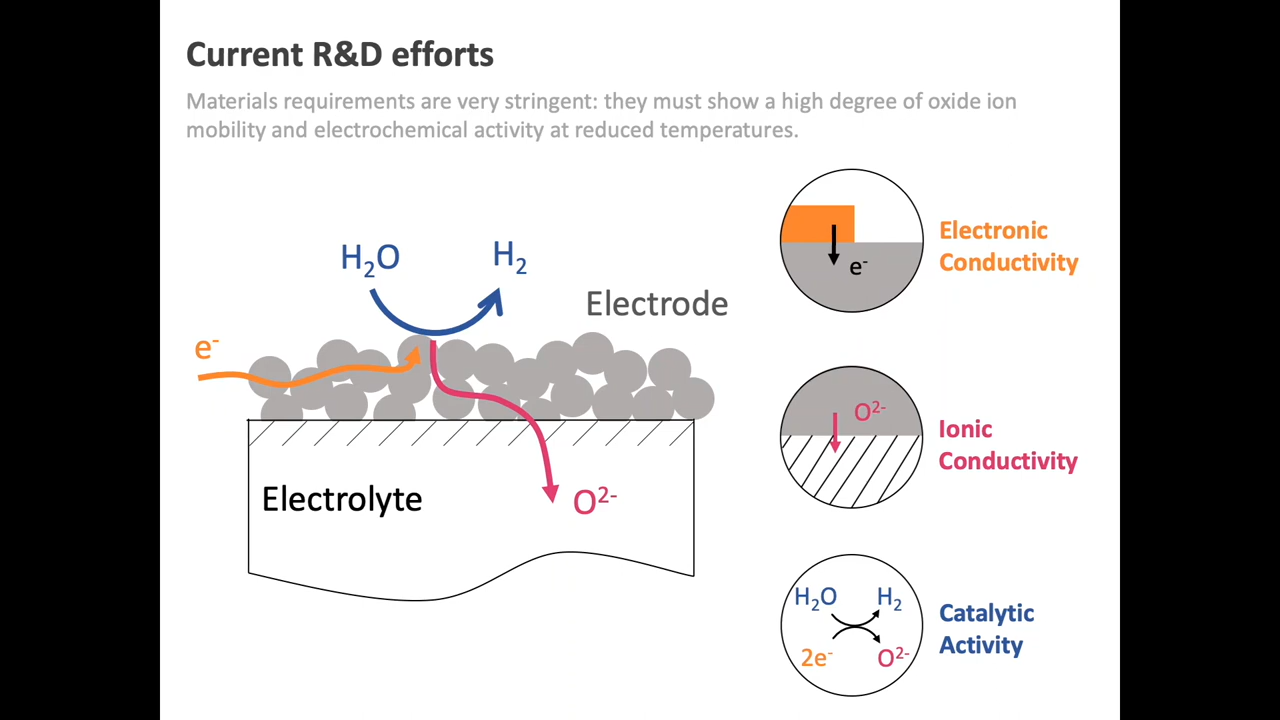 Current R&D efforts
Materials requirements are very stringent: they must show a high degree of oxide ion
mobility and electrochemical activity at reduced temperatures.
H₂O
H₂
Electrode
e⁻
Electrolyte
O²⁻
e⁻
Electronic
Conductivity
O²⁻
Ionic
Conductivity
H₂O
H₂
2e⁻
O²⁻
Catalytic
Activity